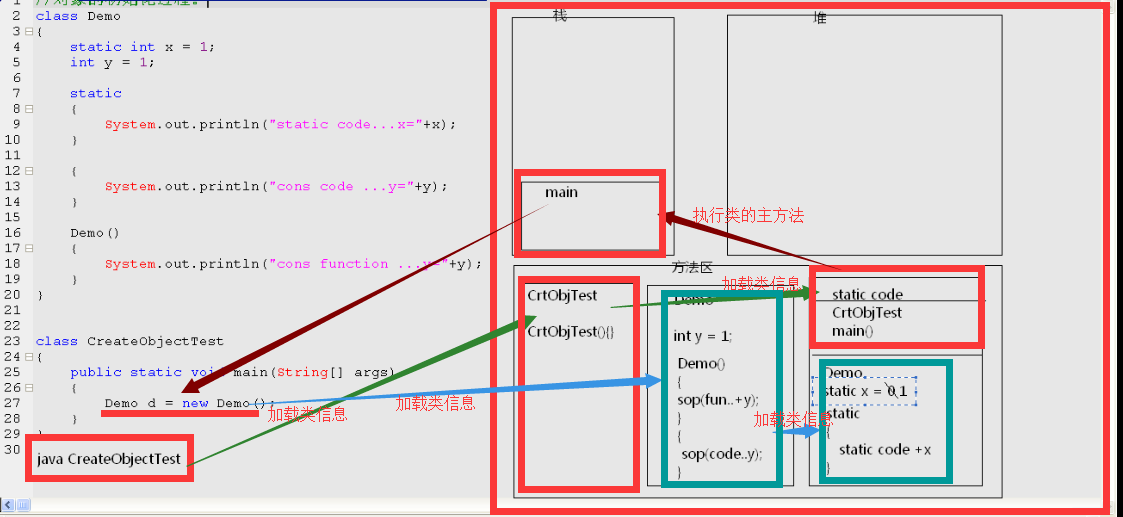 1 //对象的初始化过程。
2 class Demo
3 {
4 static int x = 1;
5 int y = 1;
6
7 static
8 {
9 System.out.println("static code...x="+x);
10 }
11
12 {
13 System.out.println("cons code ...y="+y);
14 }
15
16 Demo()
17 {
18 System.out.println("cons function ...y="+y);
19 }
20 }
21
22
23 class CreateObjectTest
24 {
25 public static void main(String[] args)
26 {
27 Demo d = new Demo();
28 }
29
30
java CreateObjectTest
加载类信息
加载类信息
栈
堆
main
执行类的主方法
方法区
CrtObjTest
CrtObjTest(){}
加载类信息
Demo
int y = 1;
Demo()
{
sop(fun..+y);
}
{
sop(code..y);
}
加载类信息
static code
CrtObjTest
main()
Demo
static x = 0,1
static
{
static code +x
}